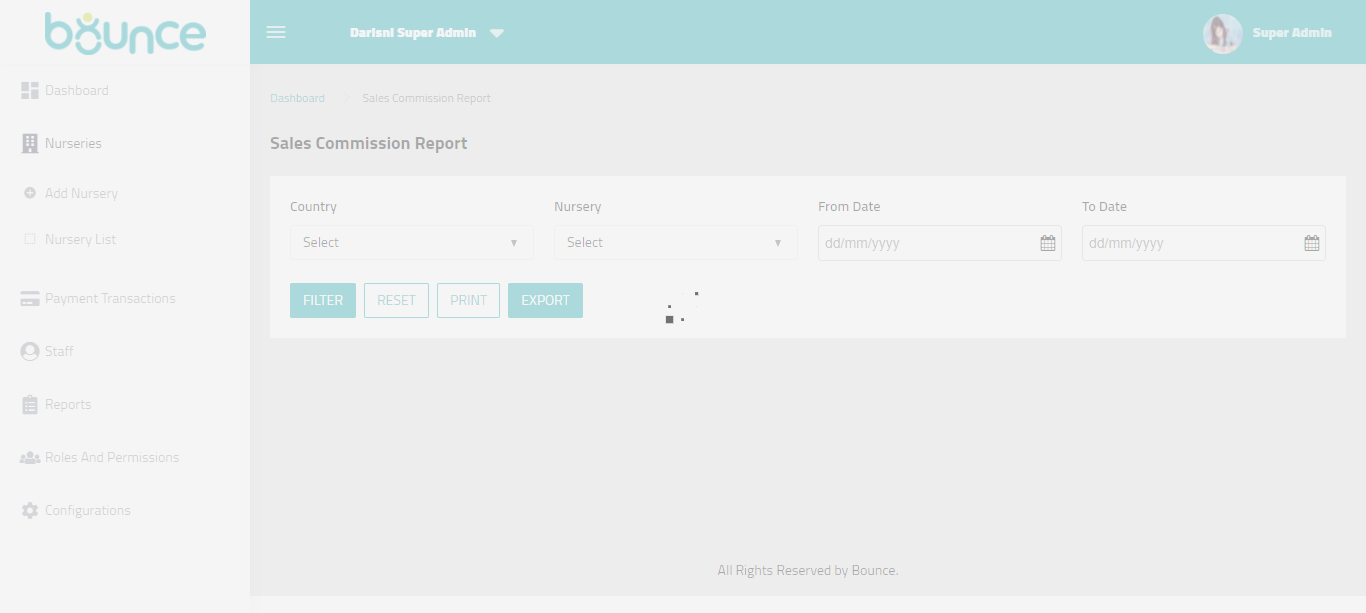 bounce
Darisni Super Admin
Super Admin
Dashboard
Nurseries
Add Nursery
Nursery List
Payment Transactions
Staff
Reports
Roles And Permissions
Configurations
Dashboard Sales Commission Report
Sales Commission Report
Country Nursery From Date To Date
Select Select dd/mm/yyyy dd/mm/yyyy
FILTER RESET PRINT EXPORT
All Rights Reserved by Bounce.